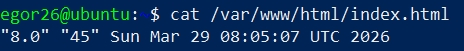 egor26@ubuntu:~$ cat /var/www/html/index.html
"8.0" "45" Sun Mar 29 08:05:07 UTC 2026